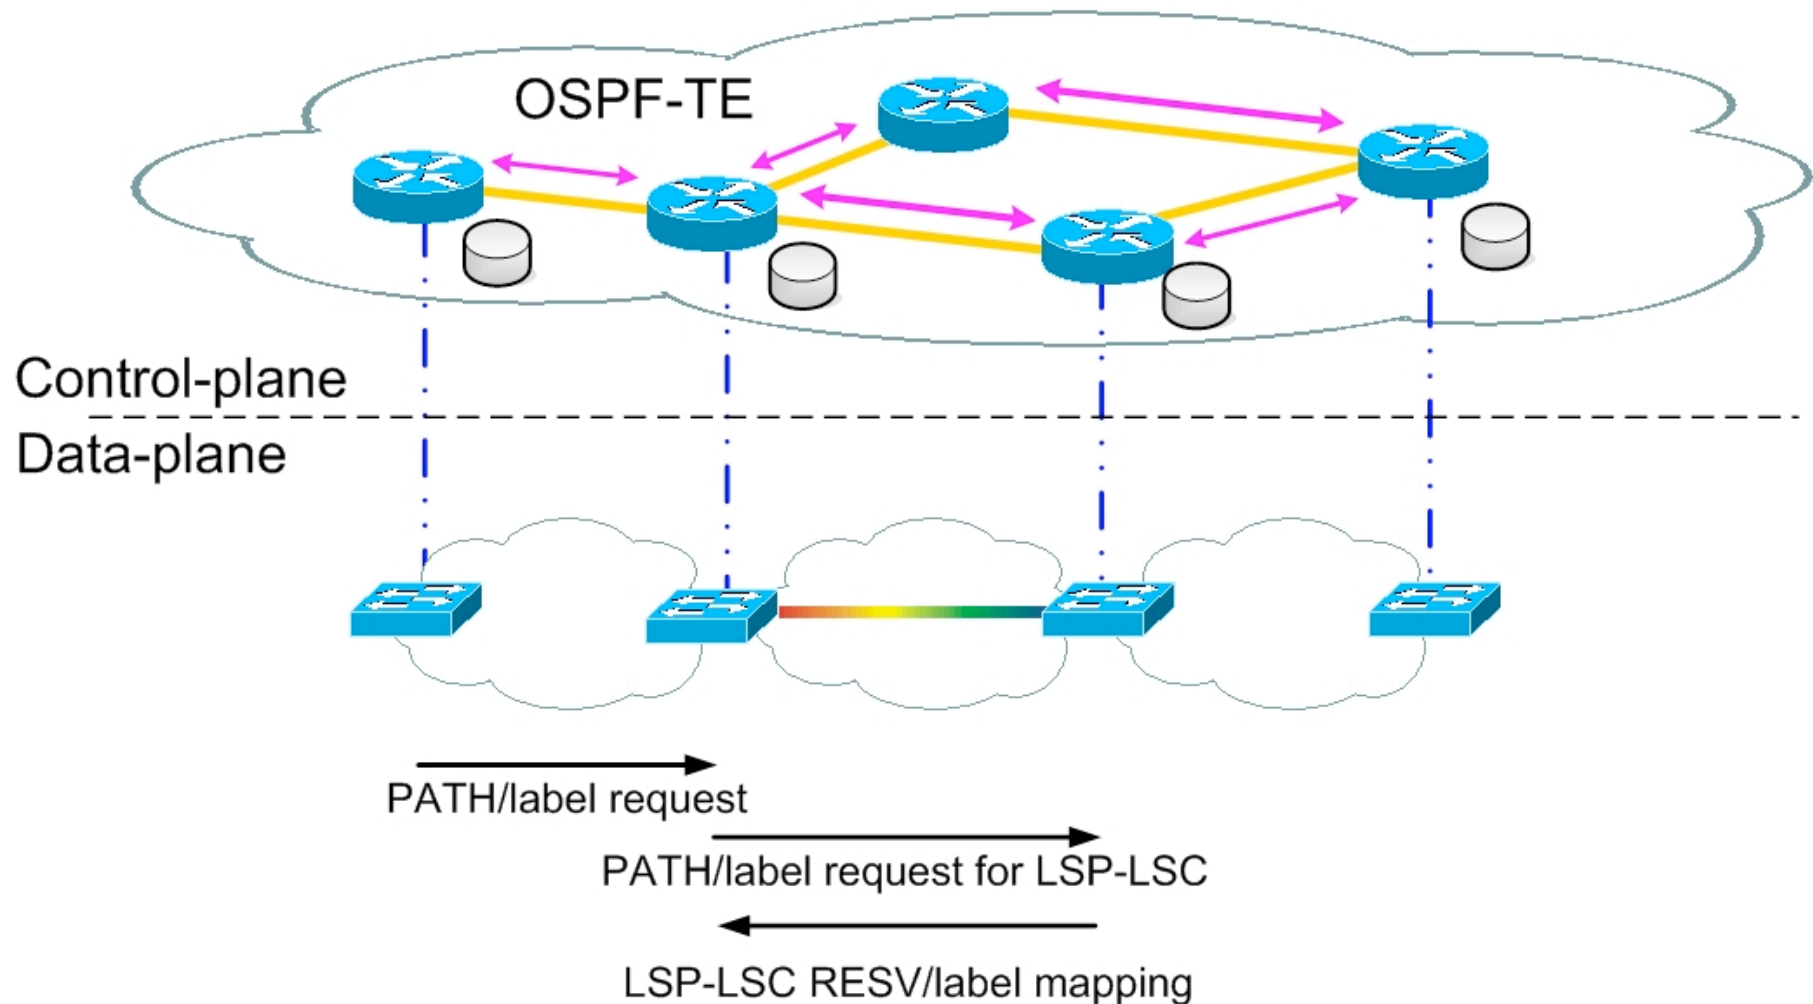 OSPF-TE
Control-plane
Data-plane
PATH/label request
PATH/label request for LSP-LSC
LSP-LSC RESV/label mapping